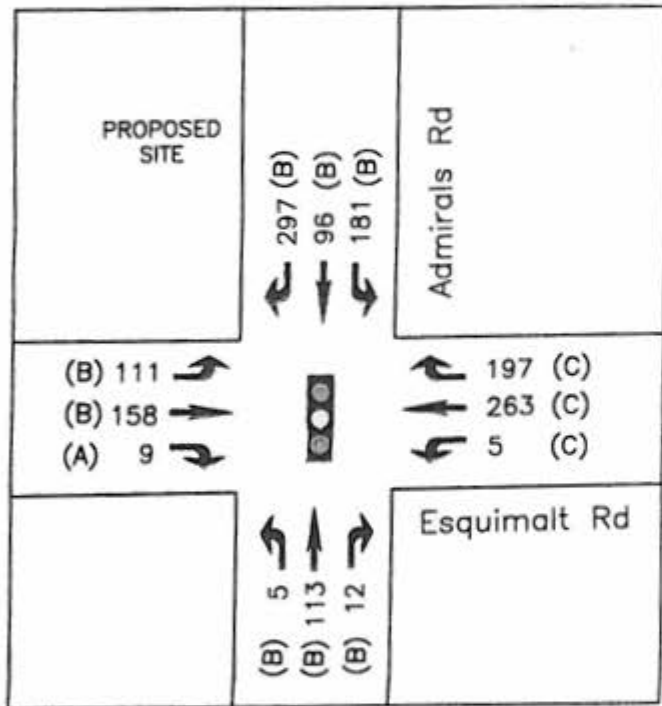 PROPOSED
SITE
Admirals Rd
297 (B)
96 (B)
181 (B)
(B) 111
(B) 158
(A) 9
197 (C)
263 (C)
5 (C)
Esquimalt Rd
(B) 5
(B) 113
(B) 12